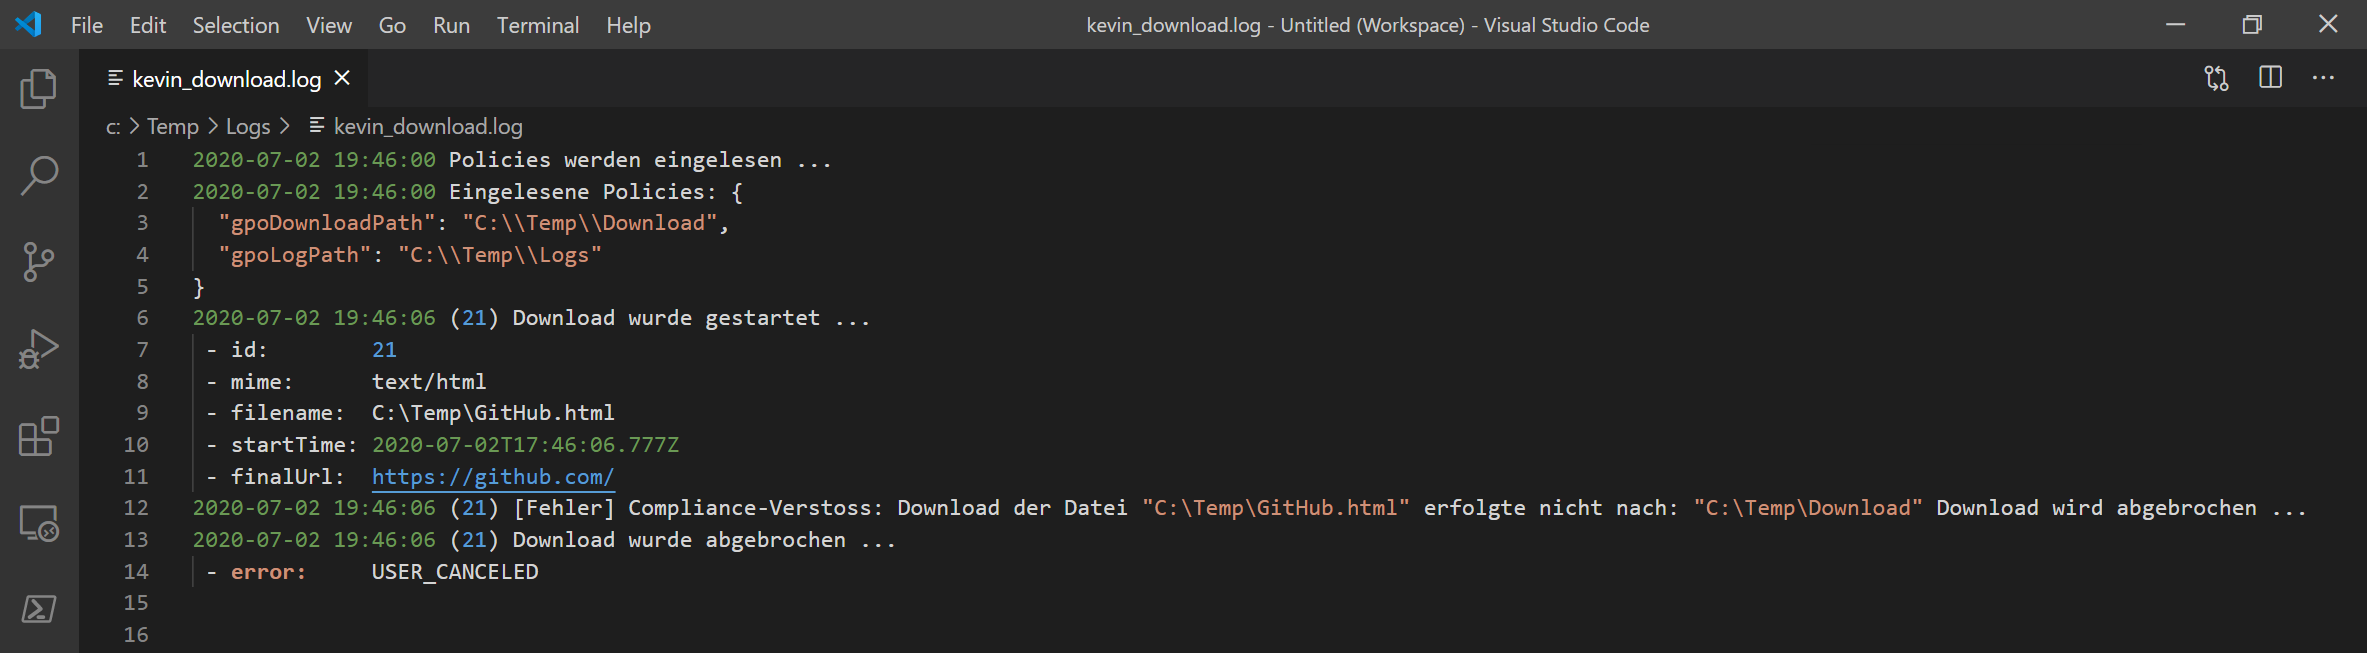 File Edit Selection View Go Run Terminal Help kevin_download.log - Untitled (Workspace) - Visual Studio Code
kevin_download.log
c: > Temp > Logs > kevin_download.log
1 2020-07-02 19:46:00 Policies werden eingelesen ...
2 2020-07-02 19:46:00 Eingelesene Policies: {
3 "gpoDownloadPath": "C:\\Temp\\Download",
4 "gpoLogPath": "C:\\Temp\\Logs"
5 }
6 2020-07-02 19:46:06 (21) Download wurde gestartet ...
7 - id: 21
8 - mime: text/html
9 - filename: C:\Temp\GitHub.html
10 - startTime: 2020-07-02T17:46:06.777Z
11 - finalUrl: https://github.com/
12 2020-07-02 19:46:06 (21) [Fehler] Compliance-Verstoss: Download der Datei "C:\Temp\GitHub.html" erfolgte nicht nach: "C:\Temp\Download" Download wird abgebrochen ...
13 2020-07-02 19:46:06 (21) Download wurde abgebrochen ...
14 - error: USER_CANCELED
15
16